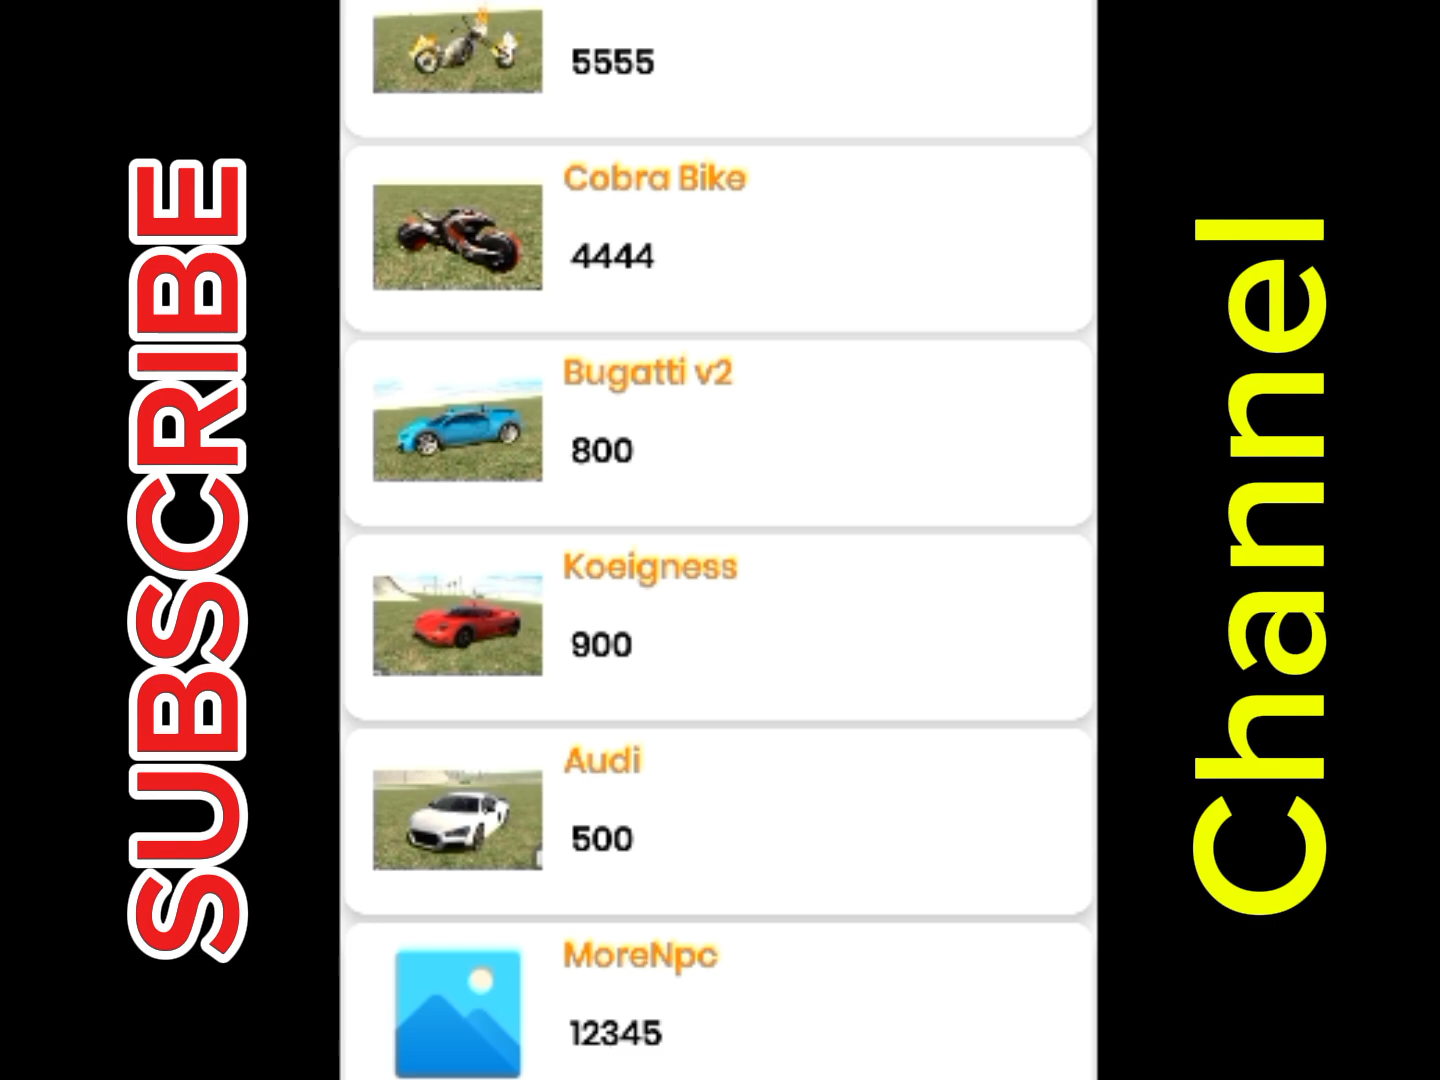 SUBSCRIBE
5555
Cobra Bike
4444
Bugatti v2
800
Koeigness
900
Audi
500
MoreNpc
12345
Channel